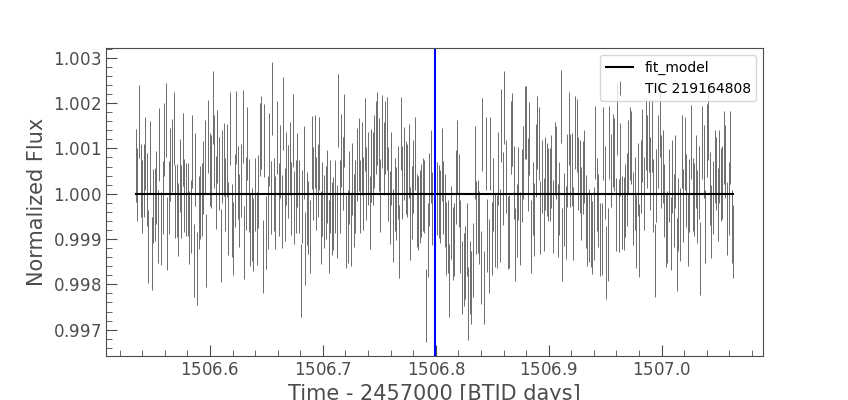 1.003
1.002
1.001
1.000
0.999
0.998
0.997
Normalized Flux
fit_model
TIC 219164808
1506.6 1506.7 1506.8 1506.9 1507.0
Time - 2457000 [BTJD days]